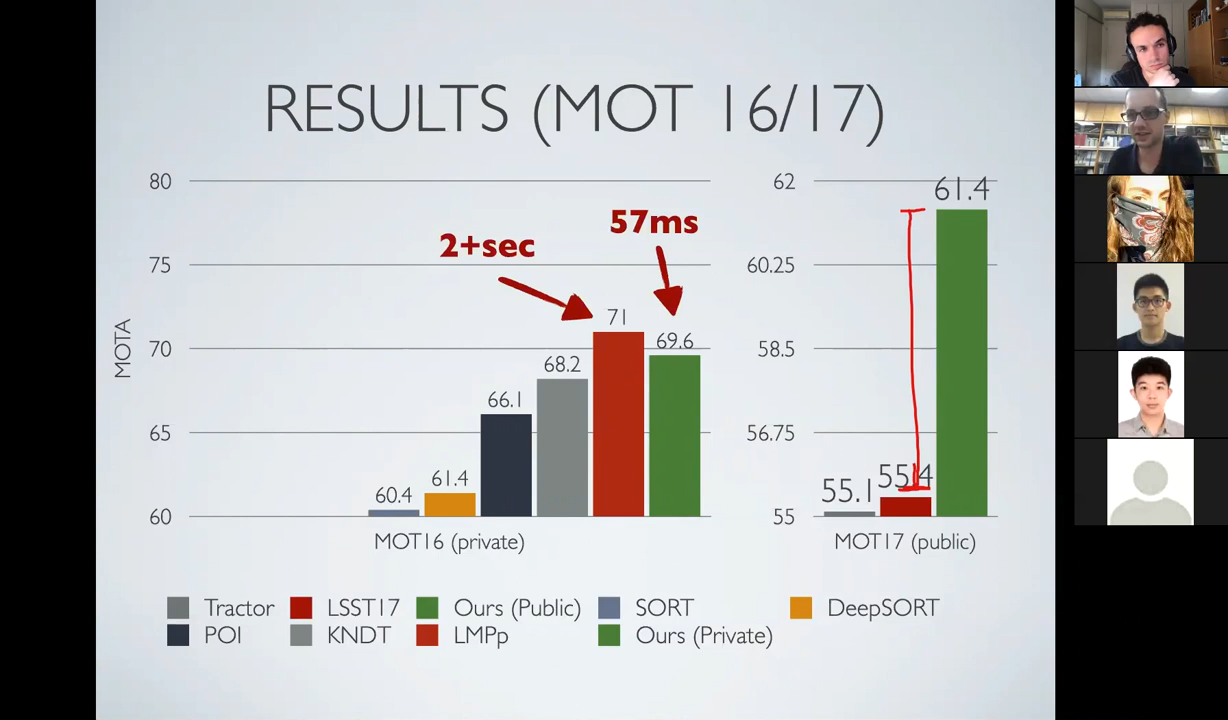 RESULTS (MOT 16/17)
MOTA
80
75
70
65
60
2+sec
57ms
60.4
61.4
66.1
68.2
71
69.6
MOT16 (private)
62
60.25
58.5
56.75
55
55.1
55.4
61.4
MOT17 (public)
Tractor LSST17 Ours (Public) SORT DeepSORT
POI KNDT LMPp Ours (Private)